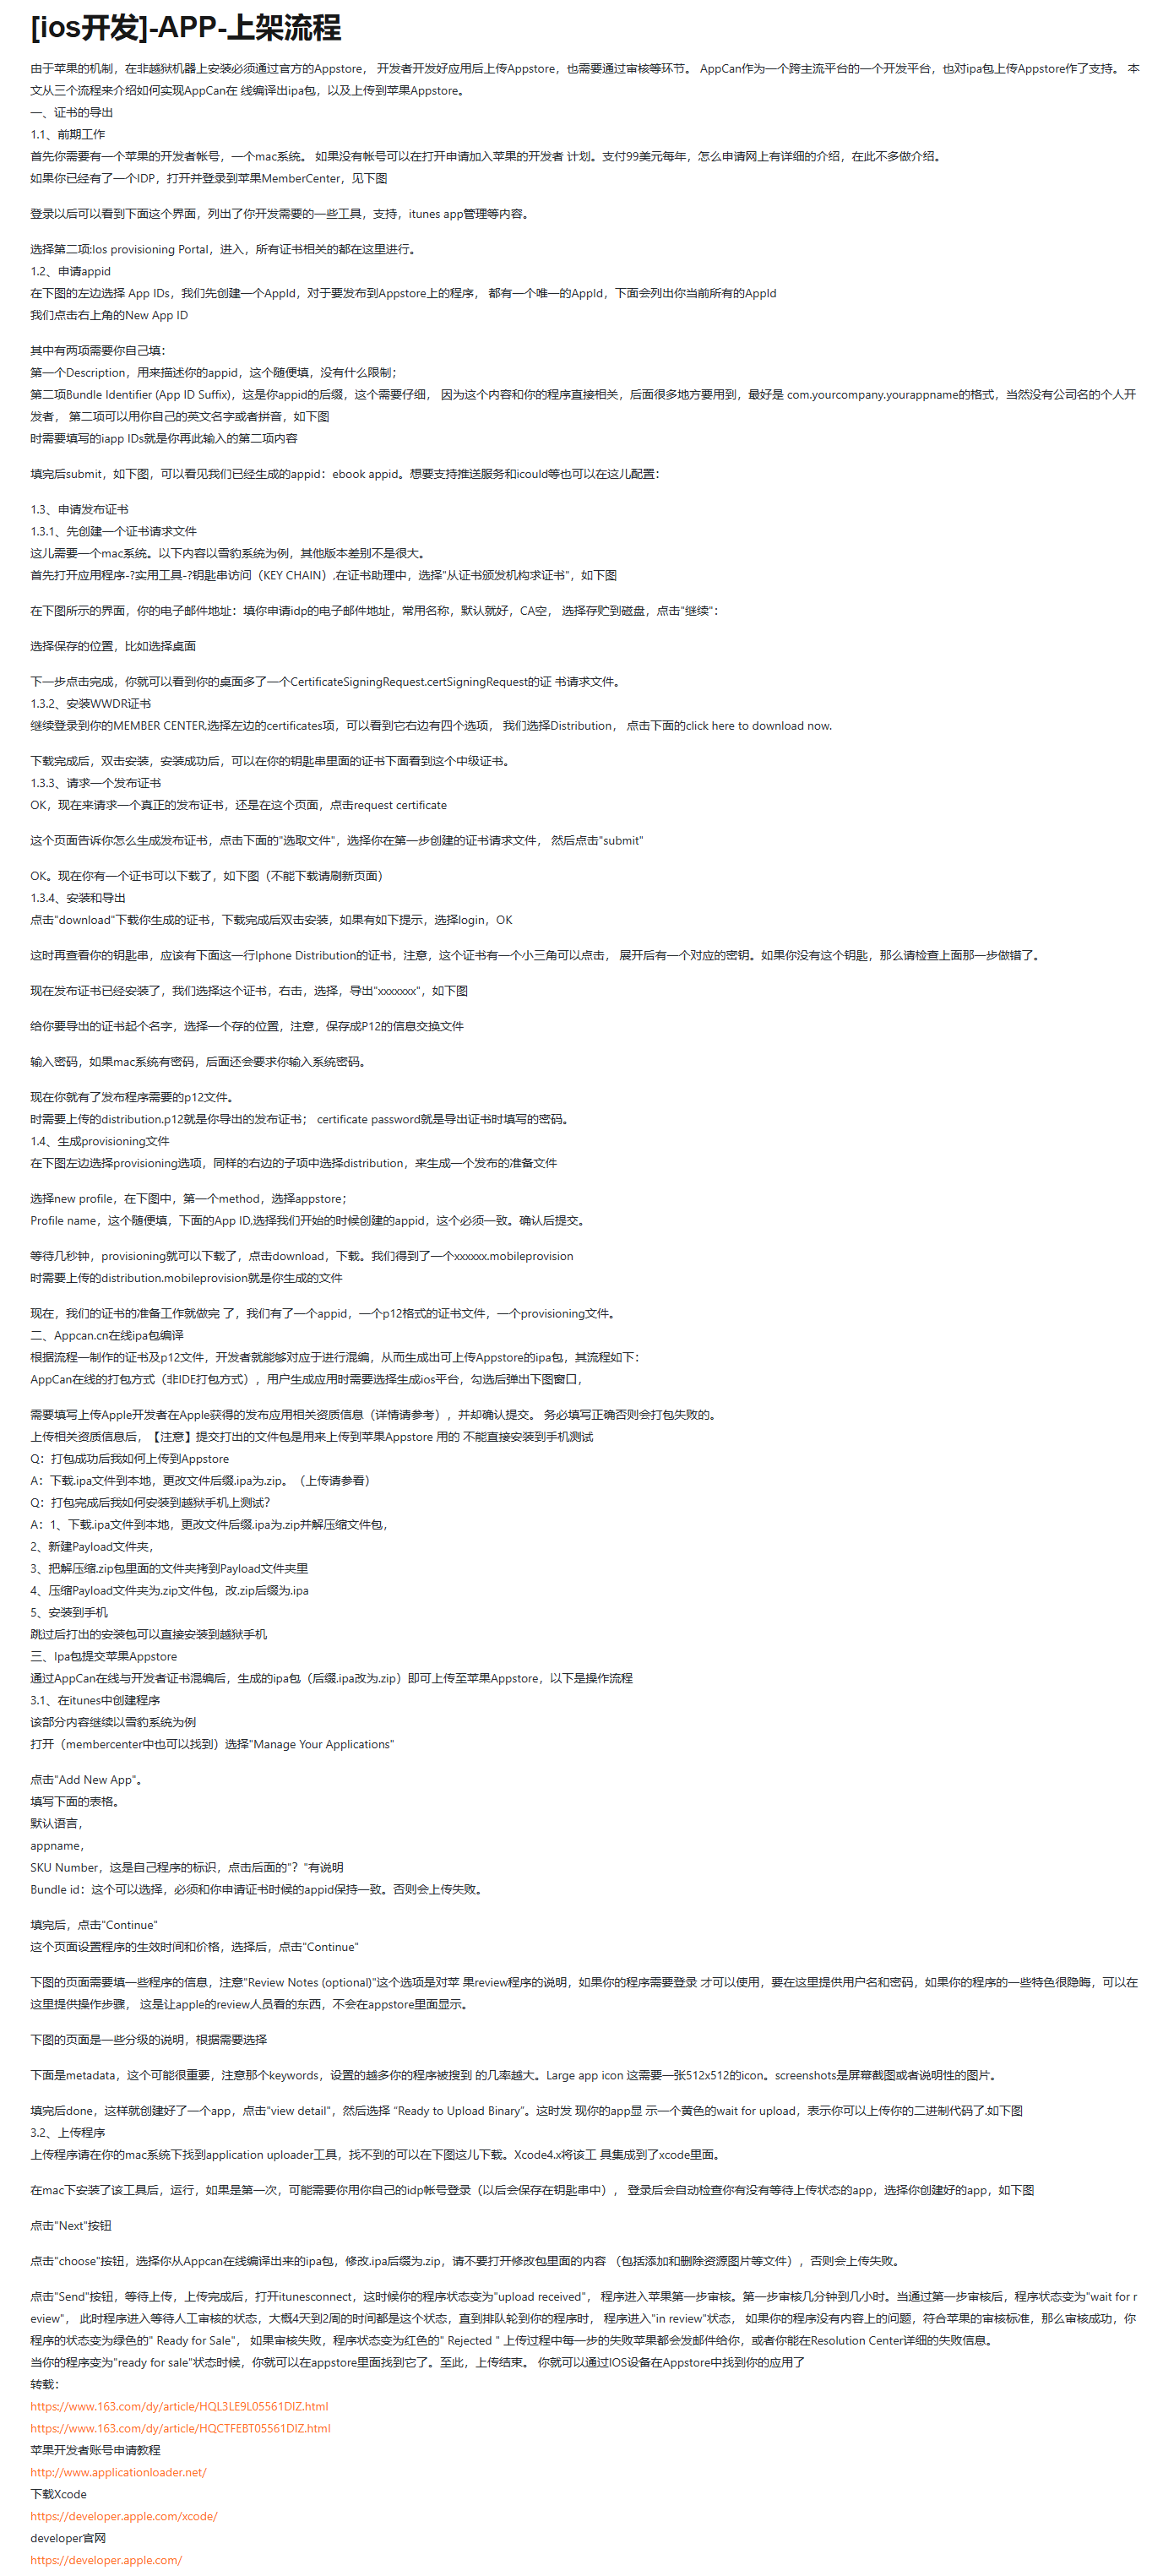 [ios开发]-APP-上架流程
由于苹果的机制，在非越狱机器上安装必须通过官方的Appstore， 开发者开发好应用后上传Appstore，也需要通过审核等环节。 AppCan作为一个跨主流平台的一个开发平台，也对ipa包上传Appstore作了支持。 本
文从三个流程来介绍如何实现AppCan在 线编译出ipa包，以及上传到苹果Appstore。
一、证书的导出
1.1、前期工作
首先你需要有一个苹果的开发者帐号，一个mac系统。 如果没有帐号可以在打开申请加入苹果的开发者 计划。支付99美元每年，怎么申请网上有详细的介绍，在此不多做介绍。
如果你已经有了一个IDP，打开并登录到苹果MemberCenter，见下图
登录以后可以看到下面这个界面，列出了你开发需要的一些工具，支持，itunes app管理等内容。
选择第二项:Ios provisioning Portal，进入，所有证书相关的都在这里进行。
1.2、申请appid
在下图的左边选择 App IDs，我们先创建一个AppId，对于要发布到Appstore上的程序， 都有一个唯一的AppId，下面会列出你当前所有的AppId
我们点击右上角的New App ID
其中有两项需要你自己填：
第一个Description，用来描述你的appid，这个随便填，没有什么限制；
第二项Bundle Identifier (App ID Suffix)，这是你appid的后缀，这个需要仔细， 因为这个内容和你的程序直接相关，后面很多地方要用到，最好是 com.yourcompany.yourappname的格式，当然没有公司名的个人开
发者， 第二项可以用你自己的英文名字或者拼音，如下图
时需要填写的iapp IDs就是你再此输入的第二项内容
填完后submit，如下图，可以看见我们已经生成的appid：ebook appid。想要支持推送服务和icould等也可以在这儿配置：
1.3、申请发布证书
1.3.1、先创建一个证书请求文件
这儿需要一个mac系统。以下内容以雪豹系统为例，其他版本差别不是很大。
首先打开应用程序-?实用工具-?钥匙串访问（KEY CHAIN）,在证书助理中，选择"从证书颁发机构求证书"，如下图
在下图所示的界面，你的电子邮件地址：填你申请idp的电子邮件地址，常用名称，默认就好，CA空， 选择存贮到磁盘，点击"继续"：
选择保存的位置，比如选择桌面
下一步点击完成，你就可以看到你的桌面多了一个CertificateSigningRequest.certSigningRequest的证 书请求文件。
1.3.2、安装WWDR证书
继续登录到你的MEMBER CENTER,选择左边的certificates项，可以看到它右边有四个选项， 我们选择Distribution， 点击下面的click here to download now.
下载完成后，双击安装，安装成功后，可以在你的钥匙串里面的证书下面看到这个中级证书。
1.3.3、请求一个发布证书
OK，现在来请求一个真正的发布证书，还是在这个页面，点击request certificate
这个页面告诉你怎么生成发布证书，点击下面的"选取文件"，选择你在第一步创建的证书请求文件， 然后点击"submit"
OK。现在你有一个证书可以下载了，如下图（不能下载请刷新页面）
1.3.4、安装和导出
点击"download"下载你生成的证书，下载完成后双击安装，如果有如下提示，选择login，OK
这时再查看你的钥匙串，应该有下面这一行Iphone Distribution的证书，注意，这个证书有一个小三角可以点击， 展开后有一个对应的密钥。如果你没有这个钥匙，那么请检查上面那一步做错了。
现在发布证书已经安装了，我们选择这个证书，右击，选择，导出"xxxxxxx"，如下图
给你要导出的证书起个名字，选择一个存的位置，注意，保存成P12的信息交换文件
输入密码，如果mac系统有密码，后面还会要求你输入系统密码。
现在你就有了发布程序需要的p12文件。
时需要上传的distribution.p12就是你导出的发布证书； certificate password就是导出证书时填写的密码。
1.4、生成provisioning文件
在下图左边选择provisioning选项，同样的右边的子项中选择distribution，来生成一个发布的准备文件
选择new profile，在下图中，第一个method，选择appstore；
Profile name，这个随便填，下面的App ID,选择我们开始的时候创建的appid，这个必须一致。确认后提交。
等待几秒钟，provisioning就可以下载了，点击download，下载。我们得到了一个xxxxxx.mobileprovision
时需要上传的distribution.mobileprovision就是你生成的文件
现在，我们的证书的准备工作就做完 了，我们有了一个appid，一个p12格式的证书文件，一个provisioning文件。
二、Appcan.cn在线ipa包编译
根据流程一制作的证书及p12文件，开发者就能够对应于进行混编，从而生成出可上传Appstore的ipa包，其流程如下：
AppCan在线的打包方式（非IDE打包方式），用户生成应用时需要选择生成ios平台，勾选后弹出下图窗口，
需要填写上传Apple开发者在Apple获得的发布应用相关资质信息（详情请参考），并却确认提交。 务必填写正确否则会打包失败的。
上传相关资质信息后，【注意】提交打出的文件包是用来上传到苹果Appstore 用的 不能直接安装到手机测试
Q：打包成功后我如何上传到Appstore
A：下载.ipa文件到本地，更改文件后缀.ipa为.zip。（上传请参看）
Q：打包完成后我如何安装到越狱手机上测试？
A：1、下载.ipa文件到本地，更改文件后缀.ipa为.zip并解压缩文件包，
2、新建Payload文件夹，
3、把解压缩.zip包里面的文件夹拷到Payload文件夹里
4、压缩Payload文件夹为.zip文件包，改.zip后缀为.ipa
5、安装到手机
跳过后打出的安装包可以直接安装到越狱手机
三、Ipa包提交苹果Appstore
通过AppCan在线与开发者证书混编后，生成的ipa包（后缀.ipa改为.zip）即可上传至苹果Appstore，以下是操作流程
3.1、在itunes中创建程序
该部分内容继续以雪豹系统为例
打开（membercenter中也可以找到）选择"Manage Your Applications"
点击"Add New App"。
填写下面的表格。
默认语言，
appname，
SKU Number，这是自己程序的标识，点击后面的"？"有说明
Bundle id：这个可以选择，必须和你申请证书时候的appid保持一致。否则会上传失败。
填完后，点击"Continue"
这个页面设置程序的生效时间和价格，选择后，点击"Continue"
下图的页面需要填一些程序的信息，注意"Review Notes (optional)"这个选项是对苹 果review程序的说明，如果你的程序需要登录 才可以使用，要在这里提供用户名和密码，如果你的程序的一些特色很隐晦，可以在
这里提供操作步骤， 这是让apple的review人员看的东西，不会在appstore里面显示。
下图的页面是一些分级的说明，根据需要选择
下面是metadata，这个可能很重要，注意那个keywords，设置的越多你的程序被搜到 的几率越大。Large app icon 这需要一张512x512的icon。screenshots是屏幕截图或者说明性的图片。
填完后done，这样就创建好了一个app，点击"view detail"，然后选择 "Ready to Upload Binary"。这时发 现你的app显 示一个黄色的wait for upload，表示你可以上传你的二进制代码了.如下图
3.2、上传程序
上传程序请在你的mac系统下找到application uploader工具，找不到的可以在下图这儿下载。Xcode4.x将该工 具集成到了xcode里面。
在mac下安装了该工具后，运行，如果是第一次，可能需要你用你自己的idp帐号登录（以后会保存在钥匙串中）， 登录后会自动检查你有没有等待上传状态的app，选择你创建好的app，如下图
点击"Next"按钮
点击"choose"按钮，选择你从Appcan在线编译出来的ipa包，修改.ipa后缀为.zip，请不要打开修改包里面的内容 （包括添加和删除资源图片等文件），否则会上传失败。
点击"Send"按钮，等待上传，上传完成后，打开itunesconnect，这时候你的程序状态变为"upload received"， 程序进入苹果第一步审核。第一步审核几分钟到几小时。当通过第一步审核后，程序状态变为"wait for r
eview"， 此时程序进入等待人工审核的状态，大概4天到2周的时间都是这个状态，直到排队轮到你的程序时， 程序进入"in review"状态， 如果你的程序没有内容上的问题，符合苹果的审核标准，那么审核成功，你
程序的状态变为绿色的" Ready for Sale"， 如果审核失败，程序状态变为红色的" Rejected " 上传过程中每一步的失败苹果都会发邮件给你，或者你能在Resolution Center详细的失败信息。
当你的程序变为"ready for sale"状态时候，你就可以在appstore里面找到它了。至此，上传结束。 你就可以通过IOS设备在Appstore中找到你的应用了
转载：
https://www.163.com/dy/article/HQL3LE9L05561DIZ.html
https://www.163.com/dy/article/HQCTFEBT05561DIZ.html
苹果开发者账号申请教程
http://www.applicationloader.net/
下载Xcode
https://developer.apple.com/xcode/
developer官网
https://developer.apple.com/